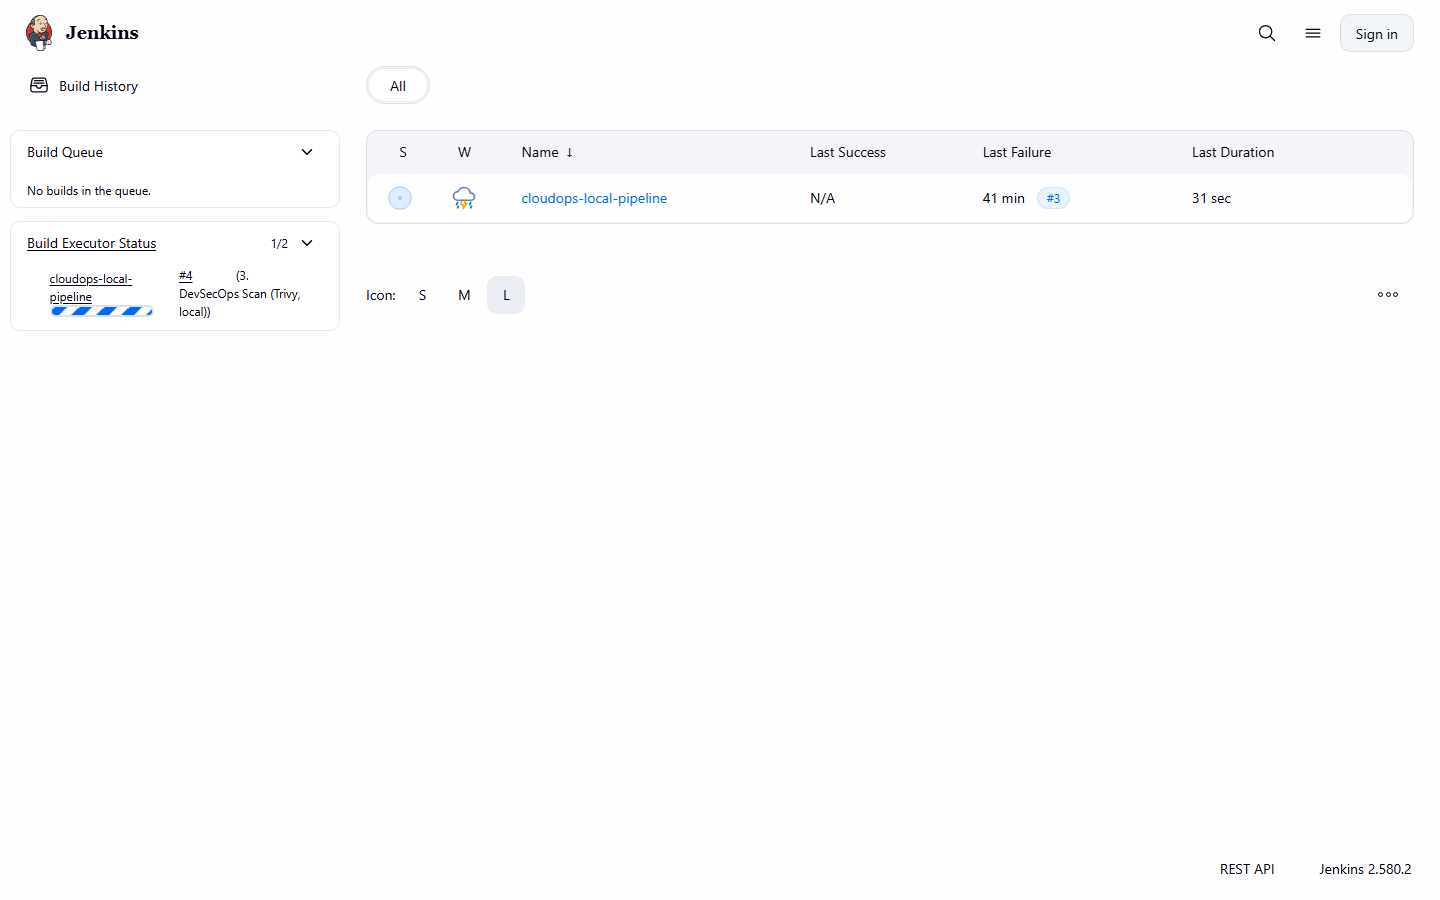 Jenkins
Sign in
Build History
All
Build Queue
No builds in the queue.
Build Executor Status 1/2
cloudops-local-pipeline
#4 (3. DevSecOps Scan (Trivy, local))
S W Name ↓ Last Success Last Failure Last Duration
cloudops-local-pipeline N/A 41 min #3 31 sec
Icon: S M L
REST API Jenkins 2.580.2